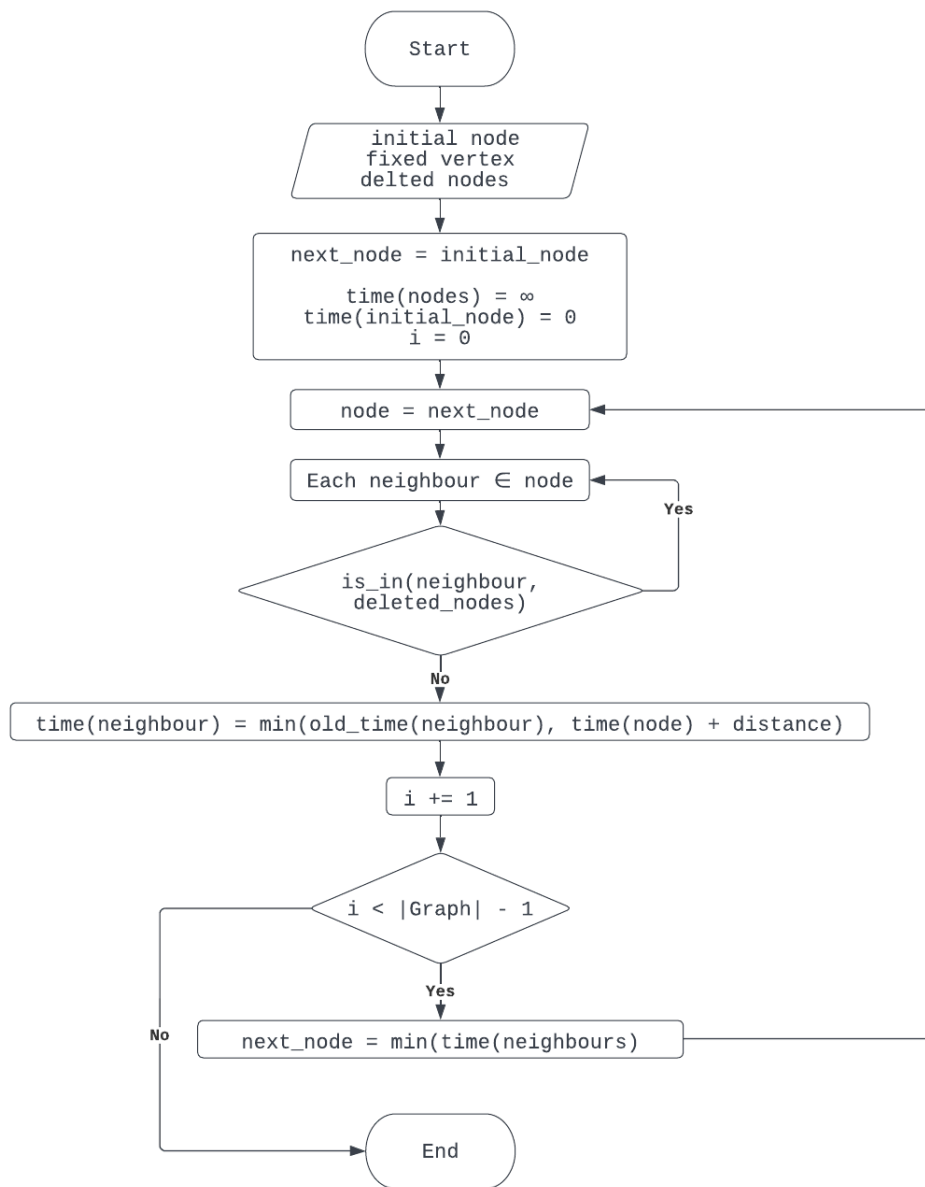 Start
initial node
fixed vertex
delted nodes
next_node = initial_node
time(nodes) = ∞
time(initial_node) = 0
i = 0
node = next_node
Each neighbour ∈ node
Yes
is_in(neighbour,
deleted_nodes)
No
time(neighbour) = min(old_time(neighbour), time(node) + distance)
i += 1
i < |Graph| - 1
Yes
No
next_node = min(time(neighbours)
End